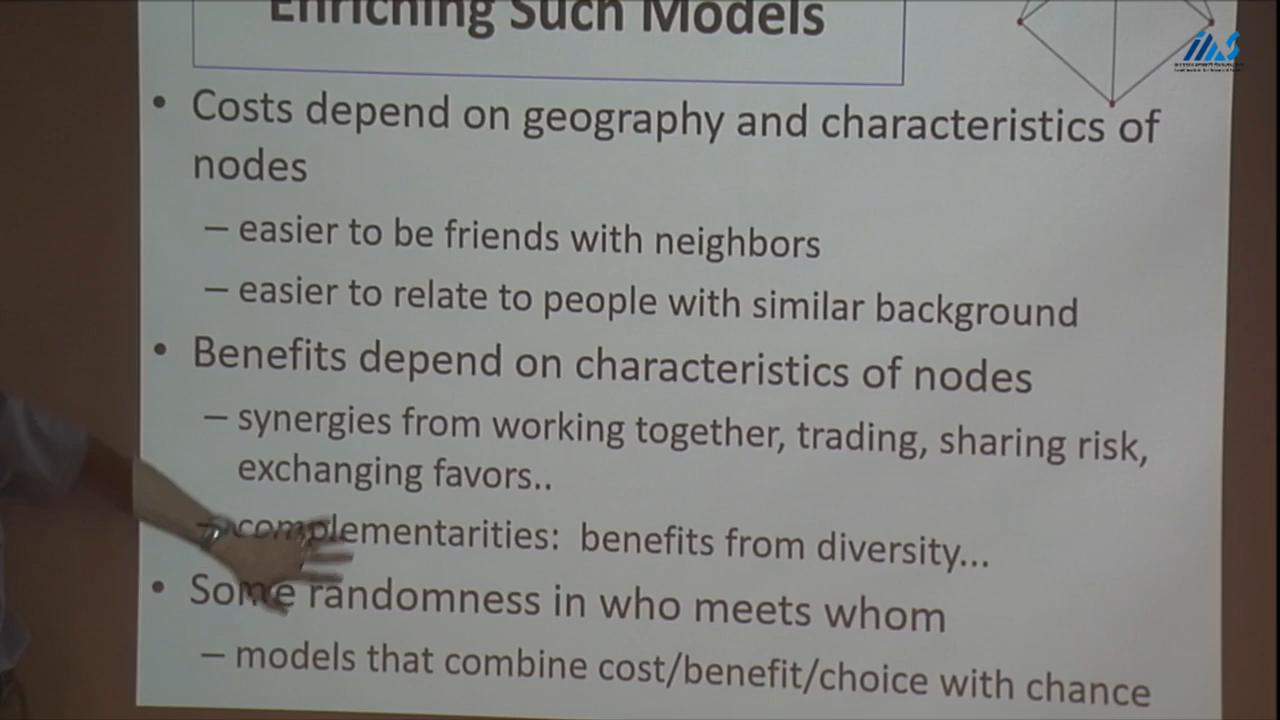 Enriching Such Models
• Costs depend on geography and characteristics of
nodes
– easier to be friends with neighbors
– easier to relate to people with similar background
• Benefits depend on characteristics of nodes
– synergies from working together, trading, sharing risk,
exchanging favors..
– complementarities:  benefits from diversity...
• Some randomness in who meets whom
– models that combine cost/benefit/choice with chance